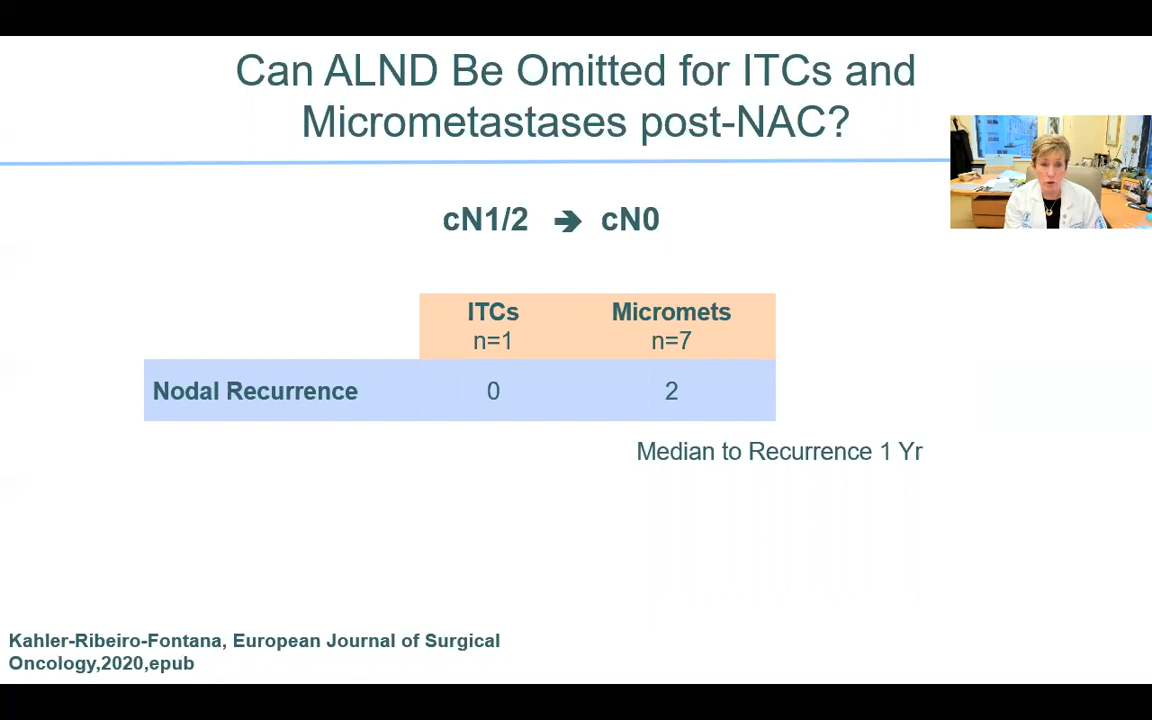 Can ALND Be Omitted for ITCs and
Micrometastases post-NAC?
cN1/2 ➔ cN0
ITCs Micromets
n=1 n=7
Nodal Recurrence 0 2
Median to Recurrence 1 Yr
Kahler-Ribeiro-Fontana, European Journal of Surgical
Oncology,2020,epub